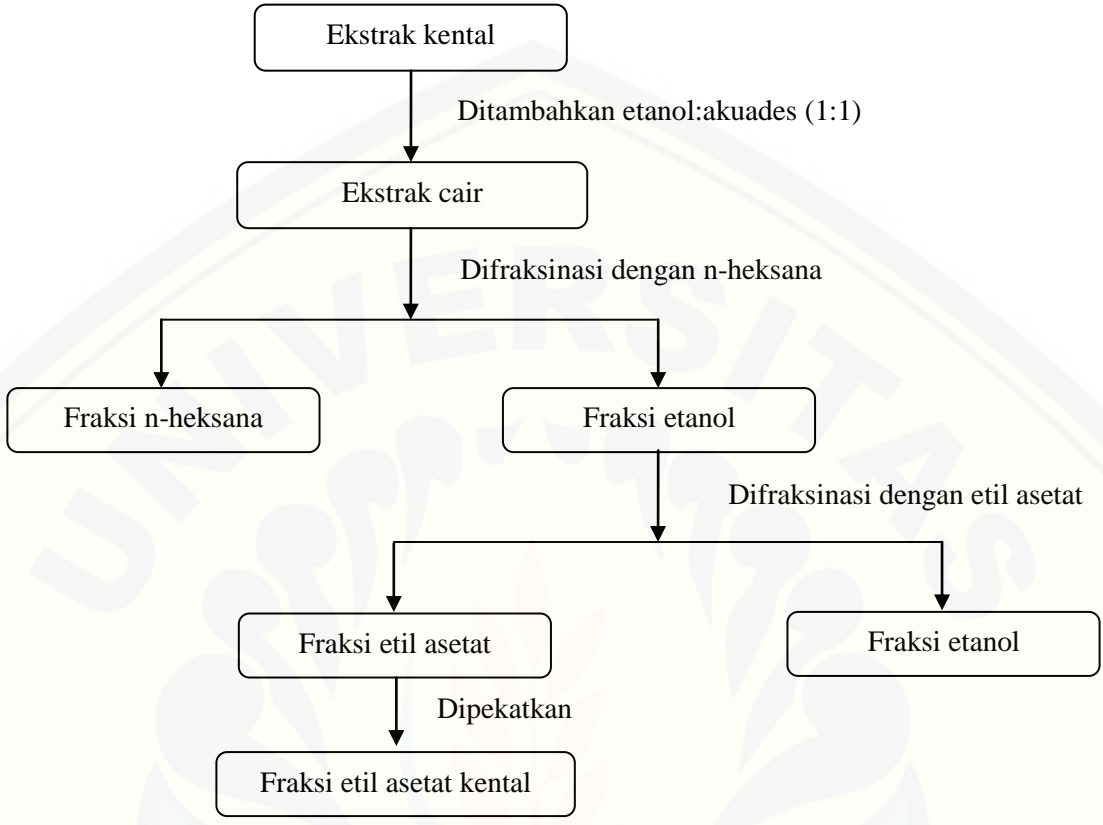 Ekstrak kental
Ditambahkan etanol:akuades (1:1)
Ekstrak cair
Difraksinasi dengan n-heksana
Fraksi n-heksana
Fraksi etanol
Difraksinasi dengan etil asetat
Fraksi etil asetat
Fraksi etanol
Dipekatkan
Fraksi etil asetat kental
UNIVERSITAS